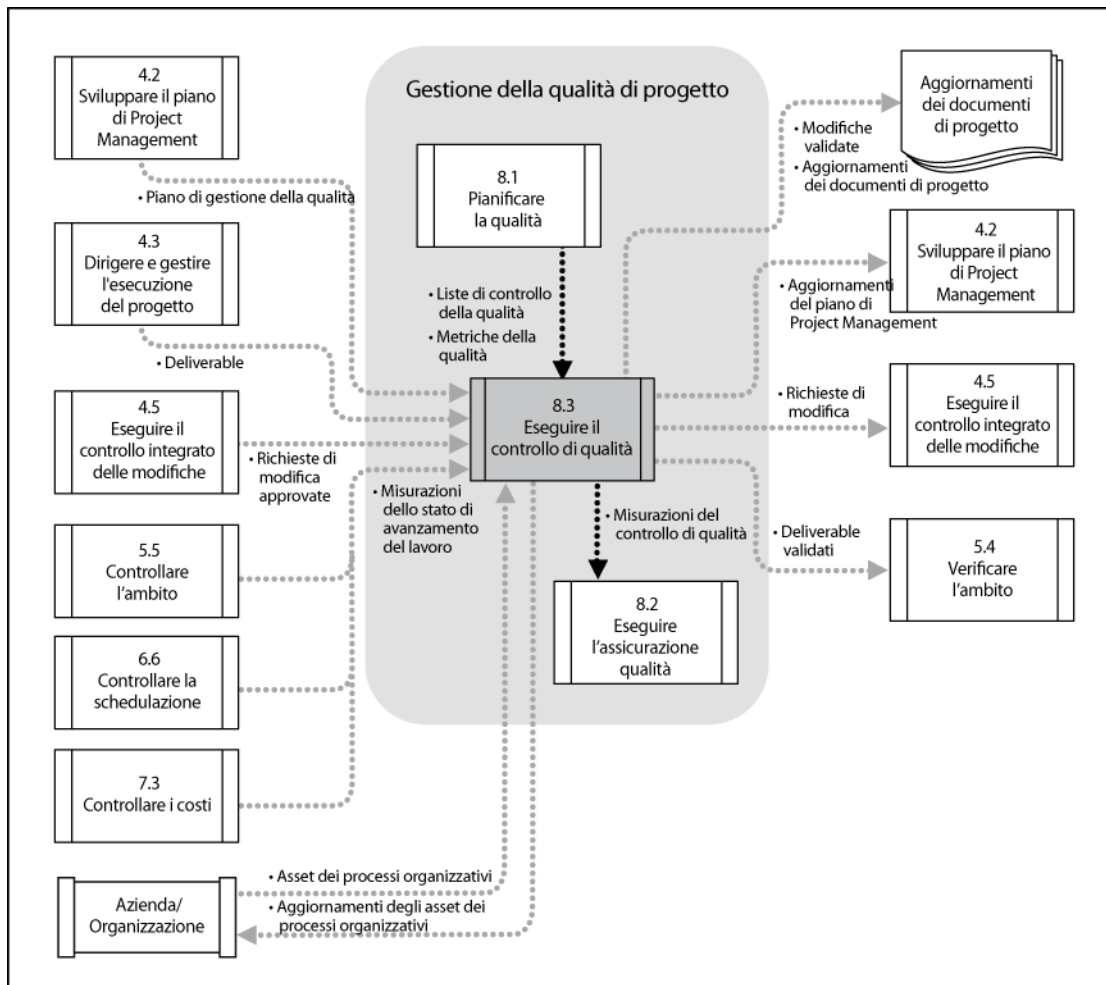 Gestione della qualità di progetto
4.2
Sviluppare il piano
di Project
Management
• Piano di gestione della qualità
4.3
Dirigere e gestire
l'esecuzione
del progetto
• Deliverable
4.5
Eseguire il
controllo integrato
delle modifiche
• Richieste di
modifica
approvate
5.5
Controllare
l’ambito
6.6
Controllare la
schedulazione
7.3
Controllare i costi
• Misurazioni
dello stato di
avanzamento
del lavoro
Azienda/
Organizzazione
• Asset dei processi organizzativi
• Aggiornamenti degli asset dei
processi organizzativi
8.1
Pianificare
la qualità
• Liste di controllo
della qualità
• Metriche della
qualità
8.3
Eseguire il
controllo di qualità
• Misurazioni del
controllo di qualità
8.2
Eseguire
l’assicurazione
qualità
• Modifiche
validate
• Aggiornamenti
dei documenti di progetto
Aggiornamenti
dei documenti
di progetto
• Aggiornamenti
del piano di
Project Management
4.2
Sviluppare il piano
di Project
Management
• Richieste di
modifica
4.5
Eseguire il
controllo integrato
delle modifiche
• Deliverable
validati
5.4
Verificare
l’ambito